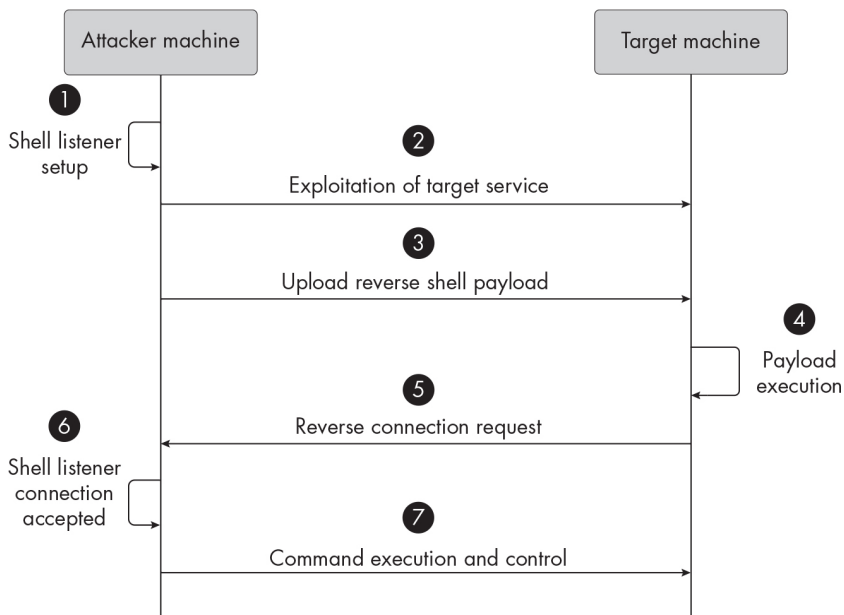 Attacker machine
Target machine
1
Shell listener
setup
2
Exploitation of target service
3
Upload reverse shell payload
4
Payload
execution
5
Reverse connection request
6
Shell listener
connection
accepted
7
Command execution and control